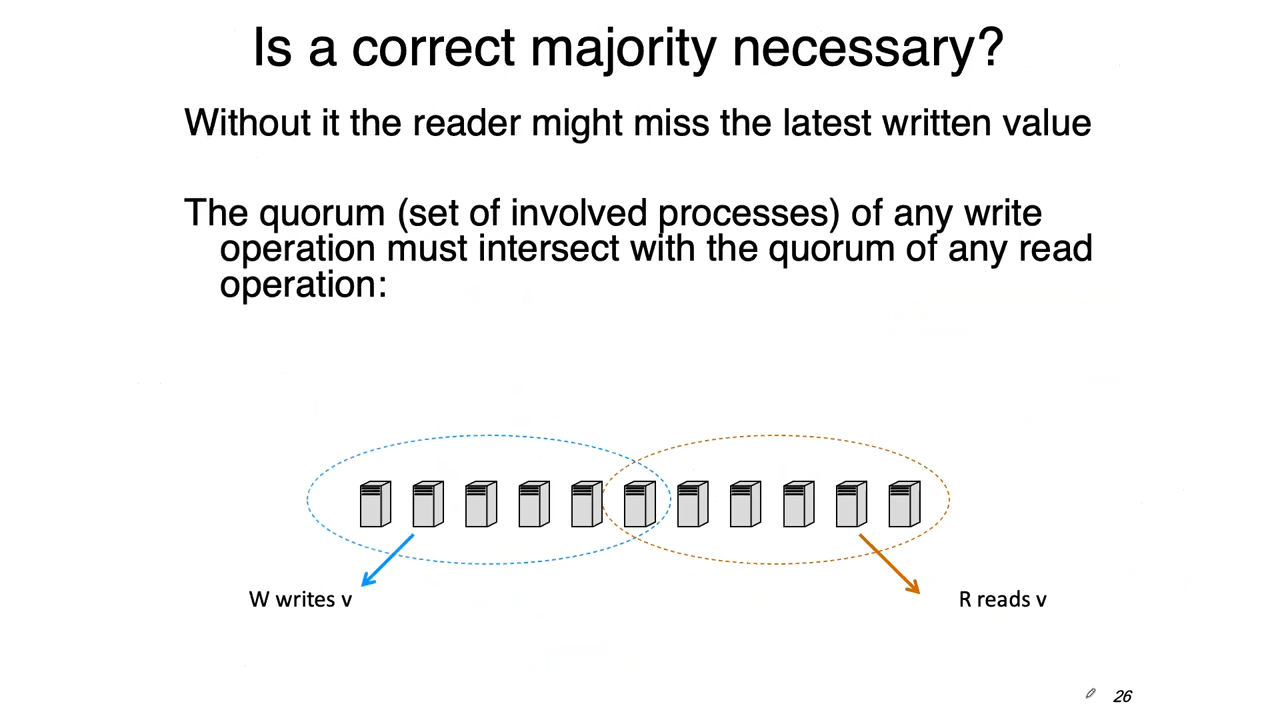 Is a correct majority necessary?
Without it the reader might miss the latest written value
The quorum (set of involved processes) of any write
operation must intersect with the quorum of any read
operation:
W writes v
R reads v
26